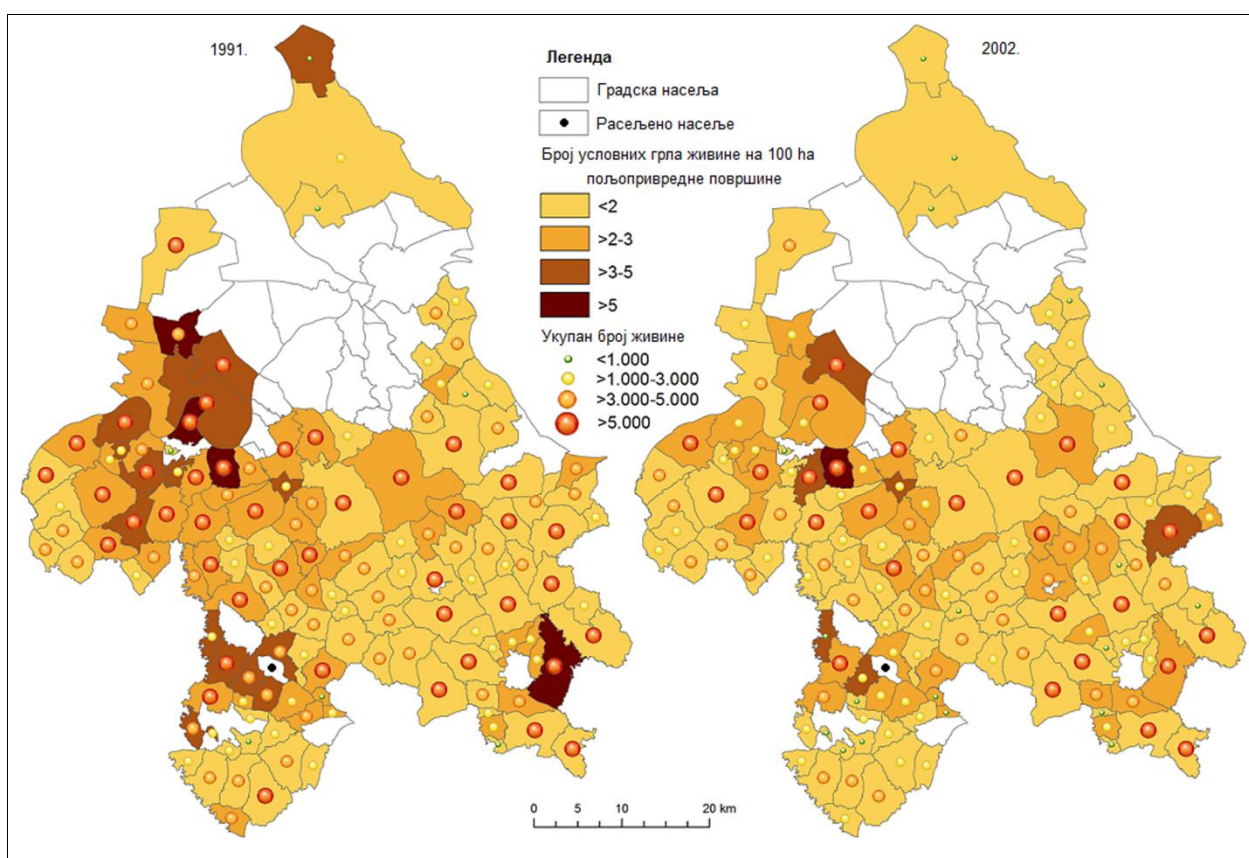 1991.
Легенда
2002.
Градска насеља
Расељено насеље
Број условних грла живине на 100 ha
пољопривредне површине
<2
>2-3
>3-5
>5
Укупан број живине
<1.000
>1.000-3.000
>3.000-5.000
>5.000
0 5 10 20 km